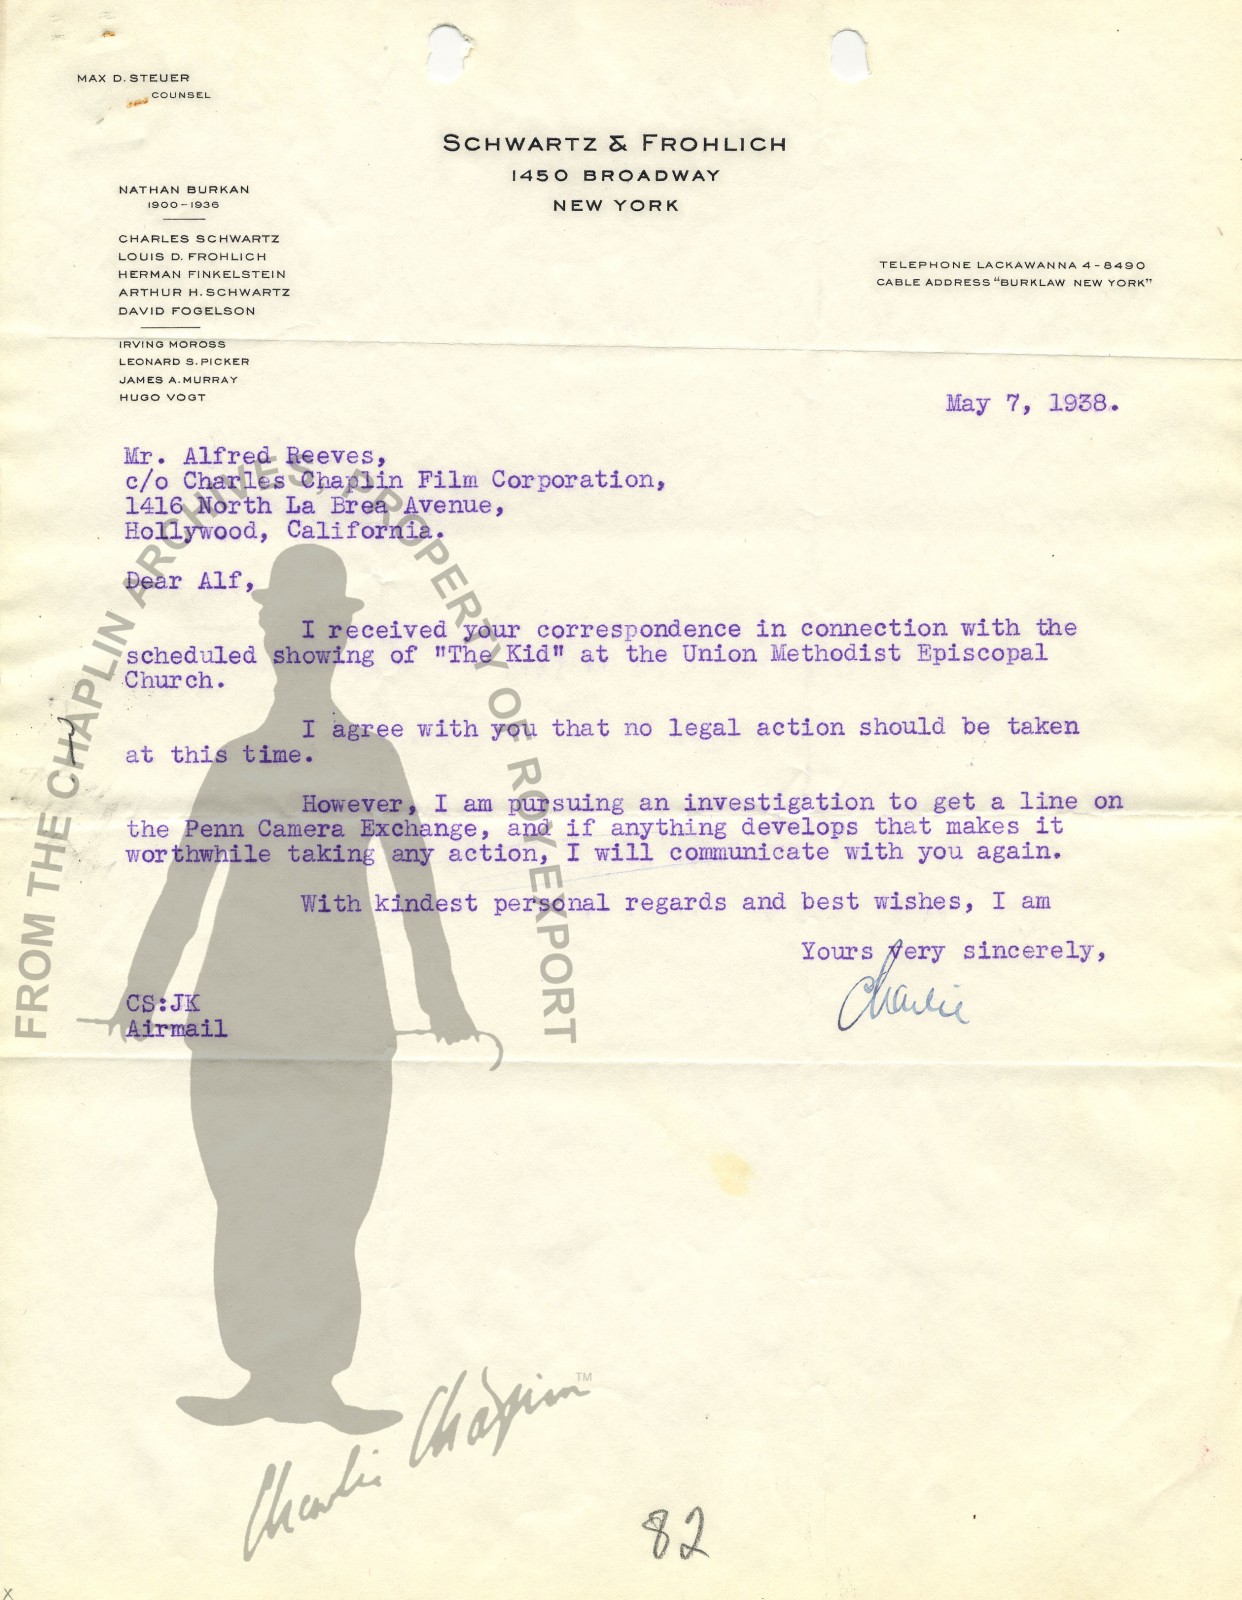 MAX D. STEUER
COUNSEL
SCHWARTZ & FROHLICH
1450 BROADWAY
NEW YORK
NATHAN BURKAN
1900-1936
CHARLES SCHWARTZ
LOUIS D. FROHLICH
HERMAN FINKELSTEIN
ARTHUR H. SCHWARTZ
DAVID FOGELSON
IRVING MOROSS
LEONARD S. PICKER
JAMES A. MURRAY
HUGO VOGT
TELEPHONE LACKAWANNA 4-8490
CABLE ADDRESS "BURKLAW NEW YORK"
May 7, 1938.
Mr. Alfred Reeves,
c/o Charles Chaplin Film Corporation,
1416 North La Brea Avenue,
Hollywood, California.
Dear Alf,
I received your correspondence in connection with the
scheduled showing of "The Kid" at the Union Methodist Episcopal
Church.
I agree with you that no legal action should be taken
at this time.
However, I am pursuing an investigation to get a line on
the Penn Camera Exchange, and if anything develops that makes it
worthwhile taking any action, I will communicate with you again.
With kindest personal regards and best wishes, I am
Yours very sincerely,
Charlie
CS:JK
Airmail
FROM THE CHAPLIN ARCHIVES, PROPERTY OF ROY EXPORT
Charlie Chaplin TM
82
x